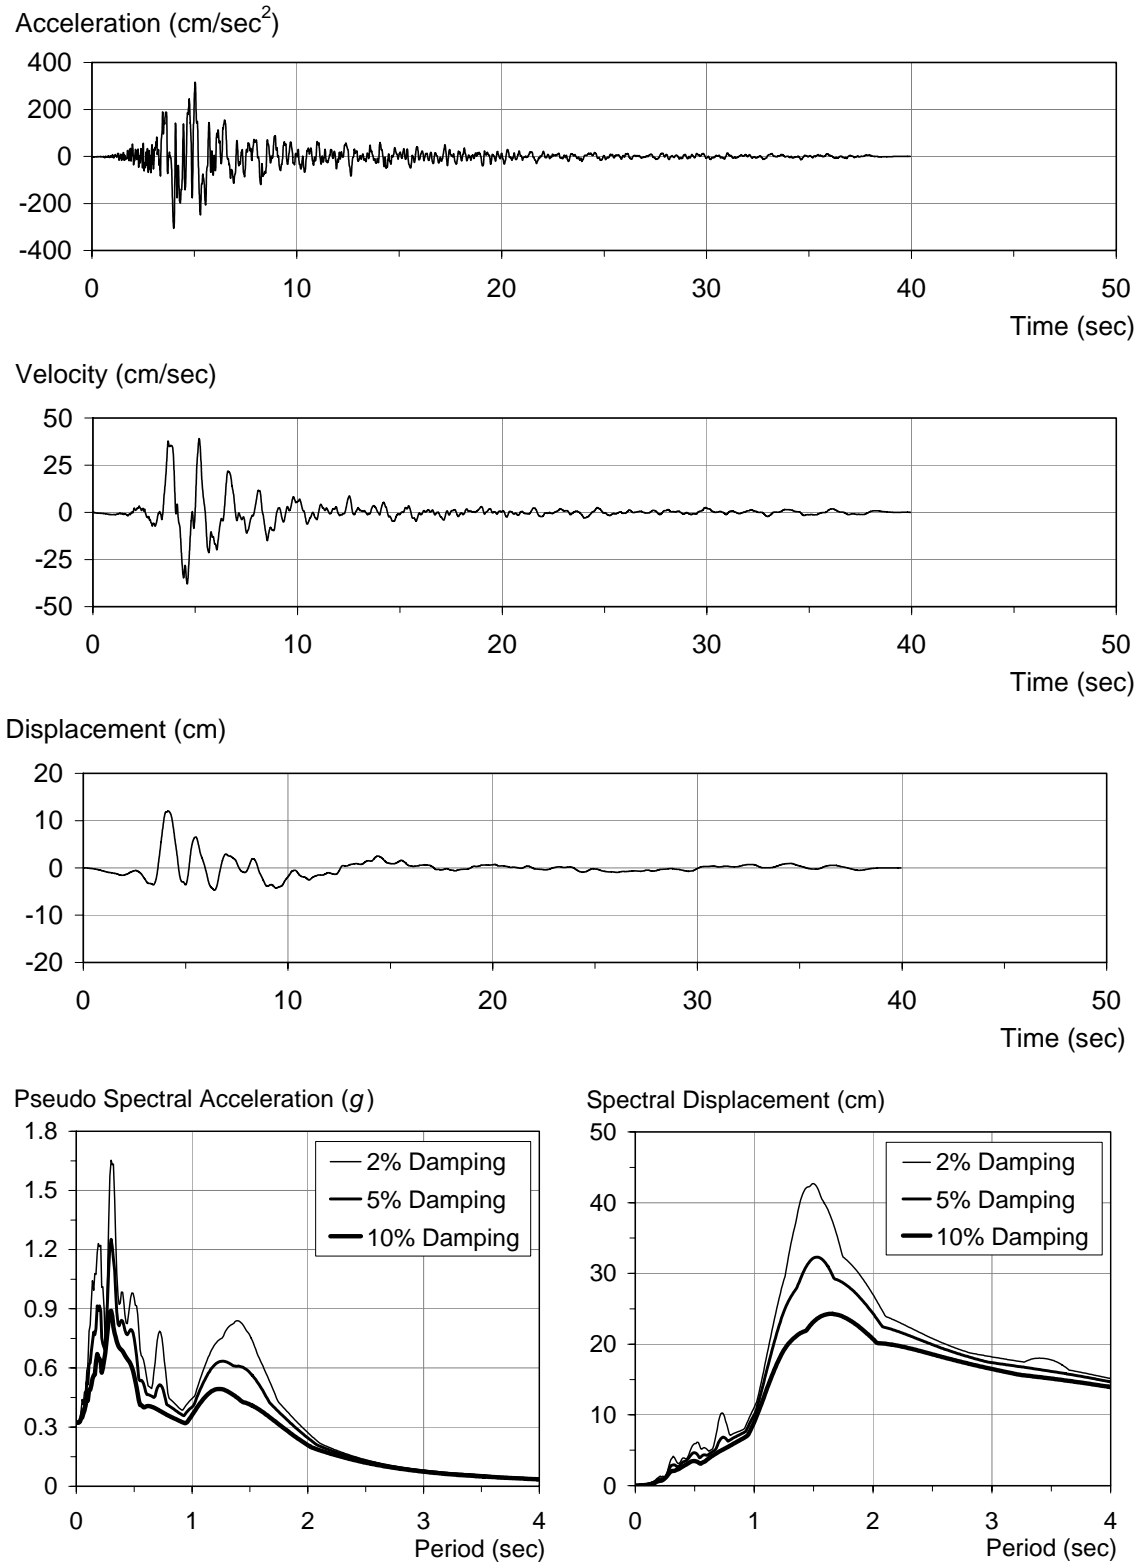 Acceleration (cm/sec²)
400
200
0
-200
-400
0 10 20 30 40 50
Time (sec)
Velocity (cm/sec)
50
25
0
-25
-50
0 10 20 30 40 50
Time (sec)
Displacement (cm)
20
10
0
-10
-20
0 10 20 30 40 50
Time (sec)
Pseudo Spectral Acceleration (g)
1.8
1.5
1.2
0.9
0.6
0.3
0
2% Damping
5% Damping
10% Damping
0 1 2 3 4
Period (sec)
Spectral Displacement (cm)
50
40
30
20
10
0
2% Damping
5% Damping
10% Damping
0 1 2 3 4
Period (sec)